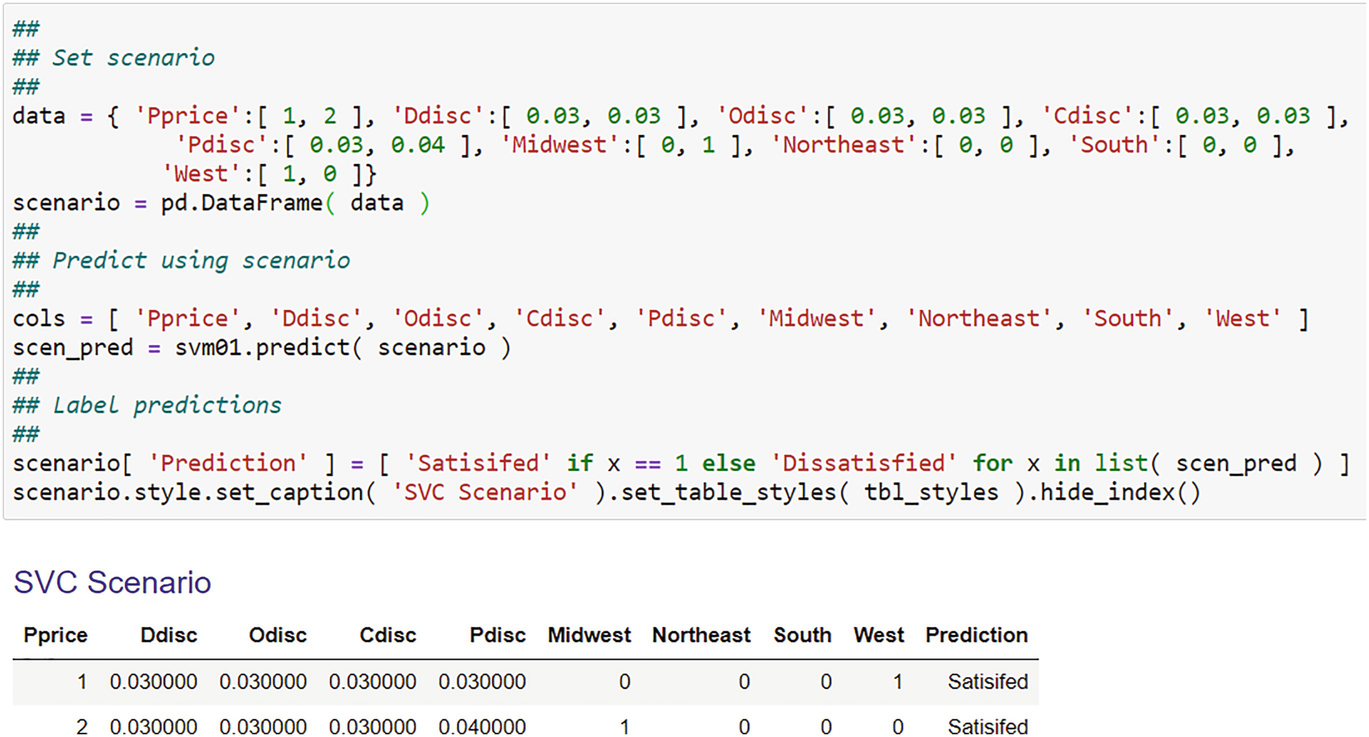 ##
## Set scenario
##
data = { 'Pprice':[ 1, 2 ], 'Ddisc':[ 0.03, 0.03 ], 'Odisc':[ 0.03, 0.03 ], 'Cdisc':[ 0.03, 0.03 ],
'Pdisc':[ 0.03, 0.04 ], 'Midwest':[ 0, 1 ], 'Northeast':[ 0, 0 ], 'South':[ 0, 0 ],
'West':[ 1, 0 ]}
scenario = pd.DataFrame( data )
##
## Predict using scenario
##
cols = [ 'Pprice', 'Ddisc', 'Odisc', 'Cdisc', 'Pdisc', 'Midwest', 'Northeast', 'South', 'West' ]
scen_pred = svm01.predict( scenario )
##
## Label predictions
##
scenario[ 'Prediction' ] = [ 'Satisifed' if x == 1 else 'Dissatisfied' for x in list( scen_pred ) ]
scenario.style.set_caption( 'SVC Scenario' ).set_table_styles( tbl_styles ).hide_index()
SVC Scenario
Pprice Ddisc Odisc Cdisc Pdisc Midwest Northeast South West Prediction
1 0.030000 0.030000 0.030000 0.030000 0 0 0 1 Satisifed
2 0.030000 0.030000 0.030000 0.040000 1 0 0 0 Satisifed